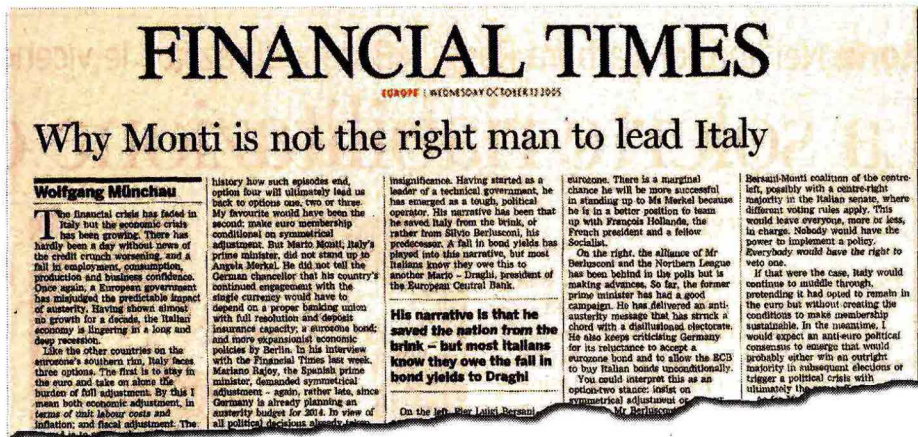 FINANCIAL TIMES
EUROPE | WEDNESDAY OCTOBER 12 2005
Why Monti is not the right man to lead Italy
Wolfgang Münchau
The financial crisis has faded in
Italy but the economic crisis
has been growing. There has
hardly been a day without news of
the credit crunch worsening, and a
fall in employment, consumption,
production and business confidence.
Once again, a European government
has misjudged the predictable impact
of austerity. Having shown almost
no growth for a decade, the Italian
economy is lingering in a long and
deep recession.
Like the other countries on the
eurozone's southern rim, Italy faces
three options. The first is to stay in
the euro and take on alone the
burden of full adjustment. By this I
mean both economic adjustment, in
terms of unit labour costs and
inflation; and fiscal adjustment. The
history how such episodes end,
option four will ultimately lead us
back to options one, two or three.
My favourite would have been the
second: make euro membership
conditional on symmetrical
adjustment. But Mario Monti, Italy's
prime minister, did not stand up to
Angela Merkel. He did not tell the
German chancellor that his country's
continued engagement with the
single currency would have to
depend on a proper banking union
with full resolution and deposit
insurance capacity; a eurozone bond;
and more expansionist economic
policies by Berlin. In his interview
with the Financial Times last week,
Mariano Rajoy, the Spanish prime
minister, demanded symmetrical
adjustment – again, rather late, since
Germany is already planning an
austerity budget for 2014. In view of
all political decisions already taken
insignificance. Having started as a
leader of a technical government, he
has emerged as a tough, political
operator. His narrative has been that
he saved Italy from the brink, or
rather from Silvio Berlusconi, his
predecessor. A fall in bond yields has
played into this narrative, but most
Italians know they owe this to
another Mario – Draghi, president of
the European Central Bank.
His narrative is that he
saved the nation from the
brink – but most Italians
know they owe the fall in
bond yields to Draghi
On the left, Pier Luigi Bersani
eurozone. There is a marginal
chance he will be more successful
in standing up to Ms Merkel because
he is in a better position to team
up with François Hollande, the
French president and a fellow
Socialist.
On the right, the alliance of Mr
Berlusconi and the Northern League
has been behind in the polls but is
making advances. So far, the former
prime minister has had a good
campaign. He has delivered an anti-
austerity message that has struck a
chord with a disillusioned electorate.
He also keeps criticising Germany
for its reluctance to accept a
eurozone bond and to allow the ECB
to buy Italian bonds unconditionally.
You could interpret this as an
option-two stance: insist on
symmetrical adjustment or
Mr Berlusconi
Bersani-Monti coalition of the centre-
left, possibly with a centre-right
majority in the Italian senate, where
different voting rules apply. This
would leave everyone, more or less,
in charge. Nobody would have the
power to implement a policy.
Everybody would have the right to
veto one.
If that were the case, Italy would
continue to muddle through,
pretending it had opted to remain in
the euro but without creating the
conditions to make membership
sustainable. In the meantime, I
would expect an anti-euro political
consensus to emerge that would
probably either win an outright
majority in subsequent elections or
trigger a political crisis with
ultimately the